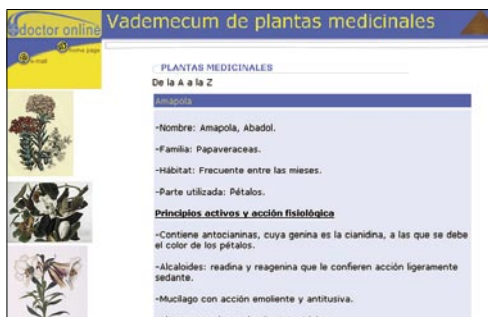 doctor online
Vademecum de plantas medicinales
home page
e-mail
PLANTAS MEDICINALES
De la A a la Z
Amapola
-Nombre: Amapola, Abadol.
-Familia: Papaveraceas.
-Hábitat: Frecuente entre las mieses.
-Parte utilizada: Pétalos.
Principios activos y acción fisiológica
-Contiene antocianinas, cuya genina es la cianidina, a las que se debe
el color de los pétalos.
-Alcaloides: readina y reagenina que le confieren acción ligeramente
sedante.
-Mucílago con acción emoliente y antitusiva.